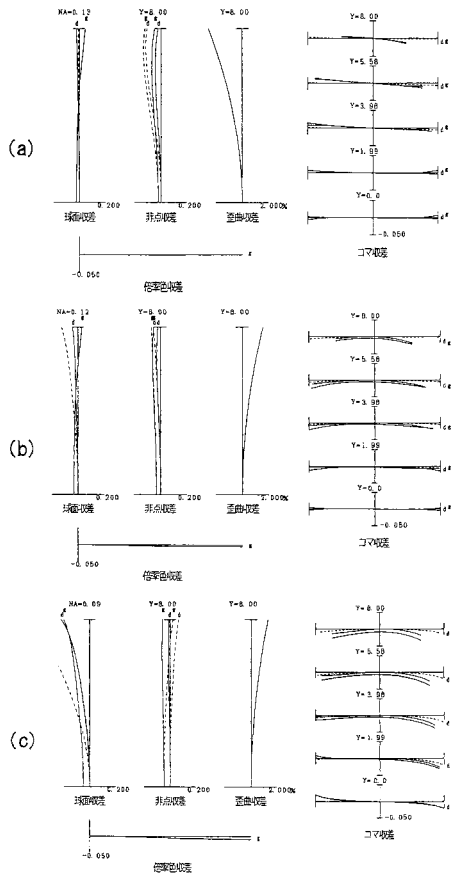 (a)
NA=0.13
d g
0.200
球面収差
Y=8.00
g g
d d
0.200
非点収差
Y=8.00
2.000%
歪曲収差
-0.050
g
倍率色収差
Y=8.00
d g
Y=5.58
d g
Y=3.98
d g
Y=1.99
d g
Y=0.0
d g
-0.050
コマ収差
(b)
NA=0.12
d g
0.200
球面収差
Y=8.00
d d
0.200
非点収差
Y=8.00
2.000%
歪曲収差
-0.050
g
倍率色収差
Y=8.00
d g
Y=5.58
d g
Y=3.98
d g
Y=1.99
d g
Y=0.0
d g
-0.050
コマ収差
(c)
NA=0.09
g
d
0.200
球面収差
Y=8.00
g g
d d
0.200
非点収差
Y=8.00
2.000%
歪曲収差
-0.050
g
倍率色収差
Y=8.00
d
Y=5.58
d
Y=3.98
d
Y=1.99
d
Y=0.0
d
-0.050
コマ収差